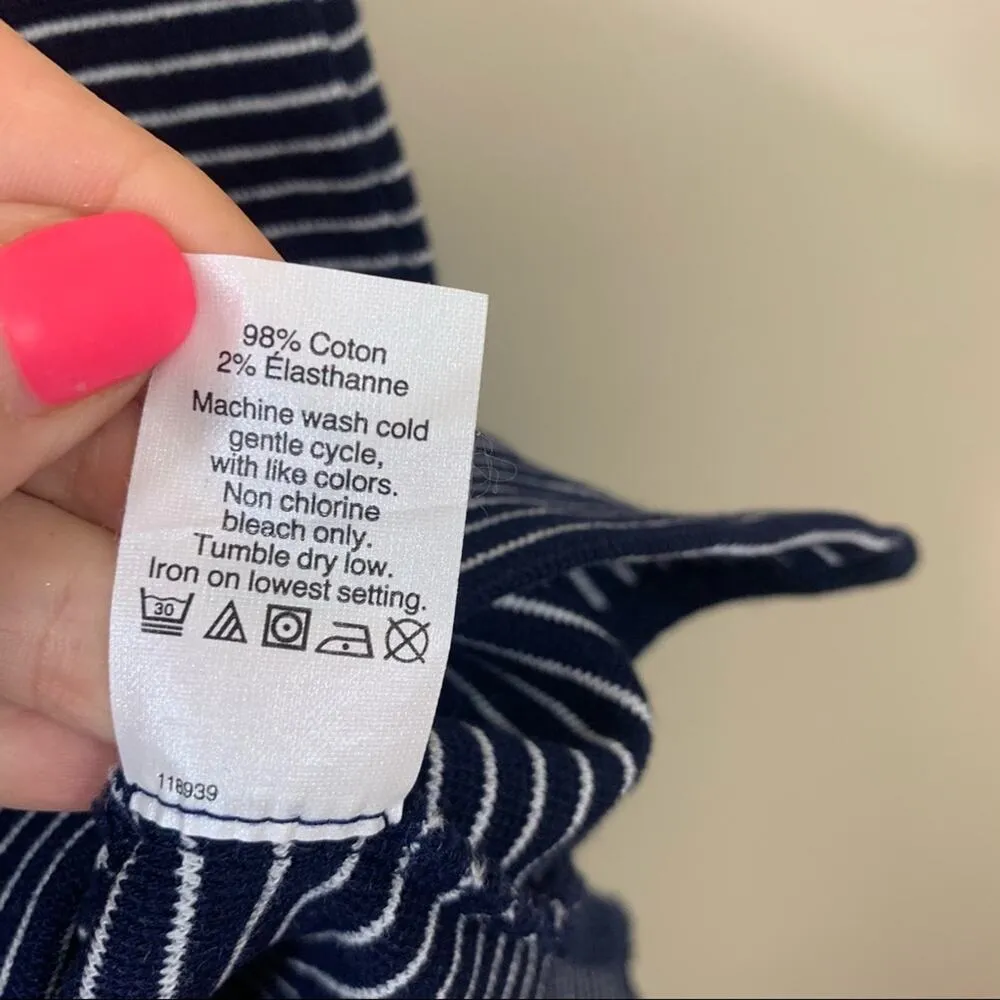 98% Coton
2% Élasthanne
Machine wash cold
gentle cycle,
with like colors.
Non chlorine
bleach only.
Tumble dry low.
Iron on lowest setting.
30
118939